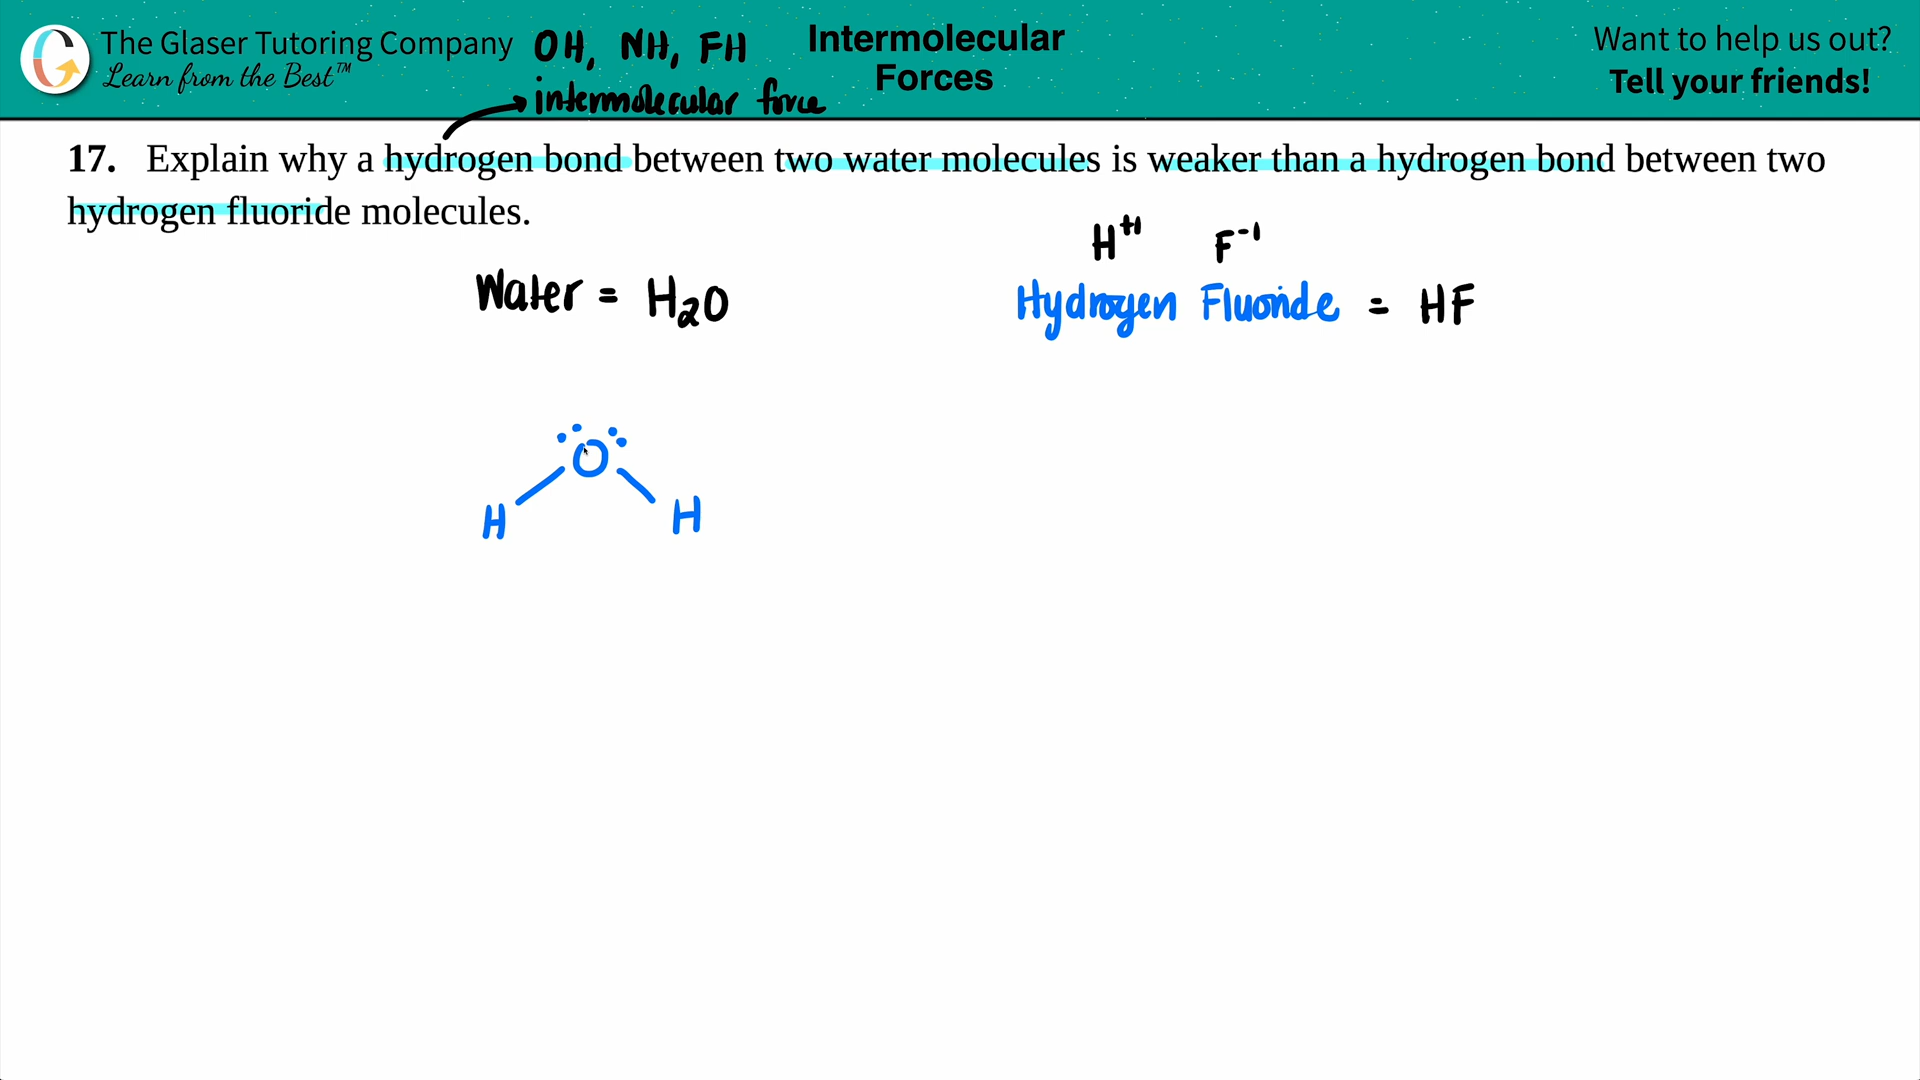 The Glaser Tutoring Company
Learn from the Best™
OH, NH, FH
intermolecular force
Intermolecular
Forces
Want to help us out?
Tell your friends!
17. Explain why a hydrogen bond between two water molecules is weaker than a hydrogen bond between two
hydrogen fluoride molecules.
H+1 F-1
Water = H2O
Hydrogen Fluoride = HF
O
H H